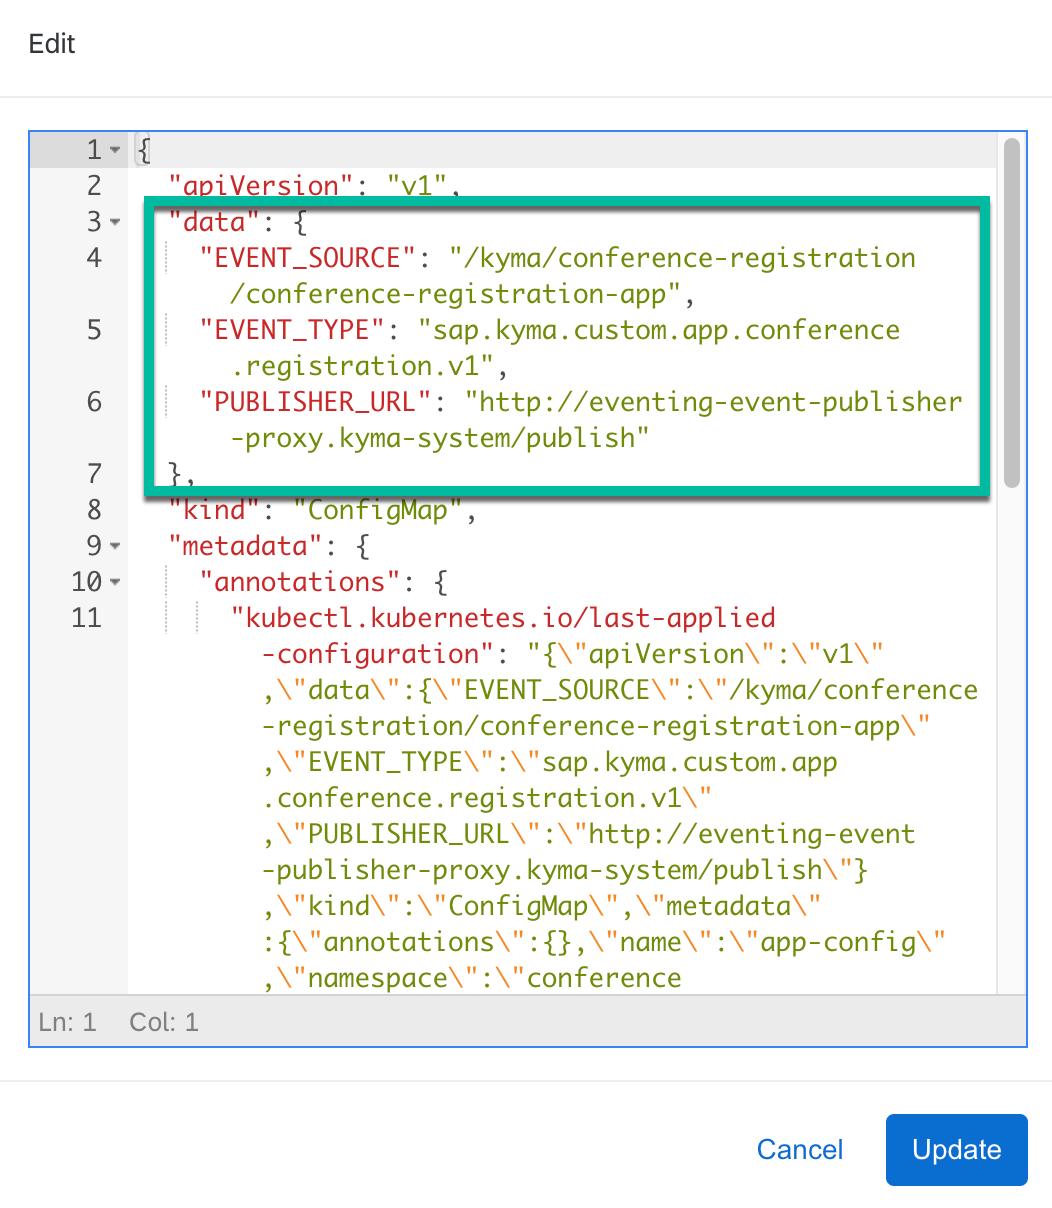 Edit
1 {
2 "apiVersion": "v1",
3 "data": {
4 "EVENT_SOURCE": "/kyma/conference-registration
/conference-registration-app",
5 "EVENT_TYPE": "sap.kyma.custom.app.conference
.registration.v1",
6 "PUBLISHER_URL": "http://eventing-event-publisher
-proxy.kyma-system/publish"
7 },
8 "kind": "ConfigMap",
9 "metadata": {
10 "annotations": {
11 "kubectl.kubernetes.io/last-applied
-configuration": "{\"apiVersion\":\"v1\"
,\"data\":{\"EVENT_SOURCE\":\"/kyma/conference
-registration/conference-registration-app\"
,\"EVENT_TYPE\":\"sap.kyma.custom.app
.conference.registration.v1\"
,\"PUBLISHER_URL\":\"http://eventing-event
-publisher-proxy.kyma-system/publish\"}
,\"kind\":\"ConfigMap\",\"metadata\"
:{\"annotations\":{},\"name\":\"app-config\"
,\"namespace\":\"conference
Ln: 1 Col: 1
Cancel Update